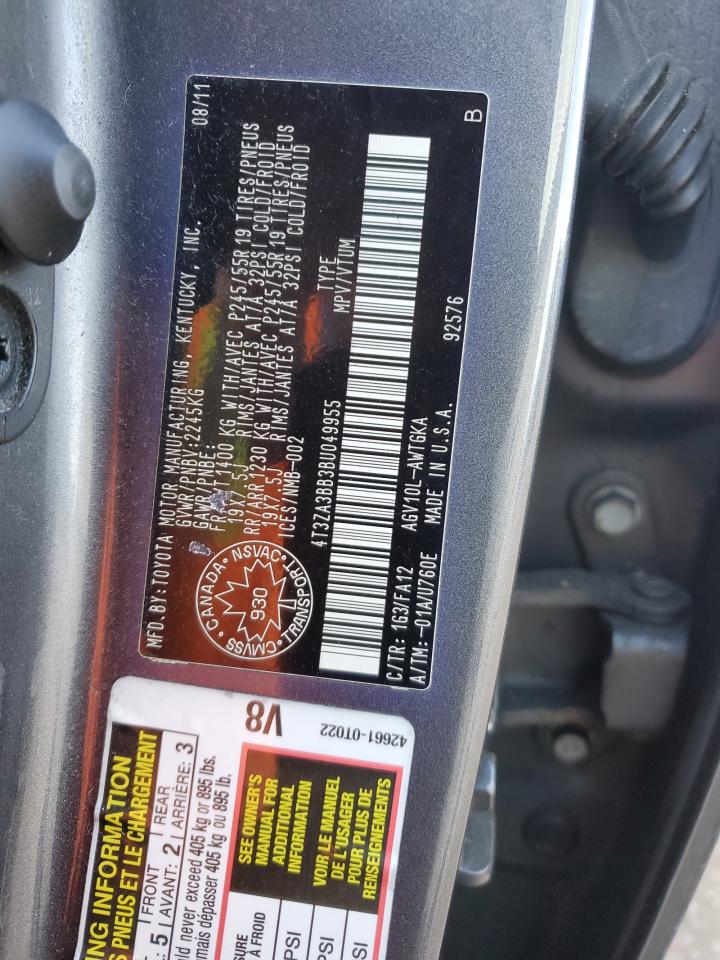 MFD. BY: TOYOTA MOTOR MANUFACTURING, KENTUCKY, INC. 08/11
GVWR/PNBV: 2245KG
GAWR/PNBE:
FRT/AVT 1400 KG WITH/AVEC P245/55R19 TIRES/PNEUS
19X7.5J RIMS/JANTES AT/A 32PSI COLD/FROID
RR/ARR 1230 KG WITH/AVEC P245/55R19 TIRES/PNEUS
19X7.5J RIMS/JANTES AT/A 32PSI COLD/FROID
ICES/NMB-002
CANADA • NSVAC • TRANSPORT • CMVSS
930
4T3ZA3BB3BU049955
TYPE
MPV/VTUM
C/TR: 1G3/FA12 AGV10L-AWTGKA 92576
A/TM: -01A/U760E MADE IN U.S.A. B
V8
42661-0T022
ING INFORMATION
S PNEUS ET LE CHARGEMENT
5 FRONT 2 REAR 3
AVANT: ARRIÈRE:
uld never exceed 405 kg or 895 lbs.
mais dépasser 405 kg ou 895 lb.
SEE OWNER'S
MANUAL FOR
ADDITIONAL
INFORMATION
VOIR LE MANUEL
DE L'USAGER
POUR PLUS DE
RENSEIGNEMENTS
SURE
À FROID
PSI
PSI
PSI